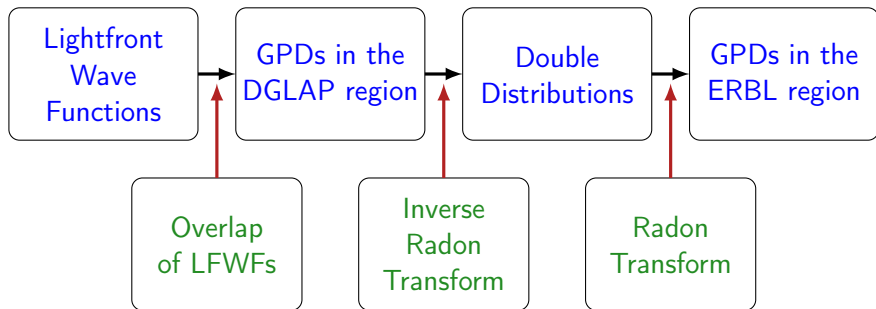 Lightfront
Wave
Functions
GPDs in the
DGLAP region
Double
Distributions
GPDs in the
ERBL region
Overlap
of LFWFs
Inverse
Radon
Transform
Radon
Transform